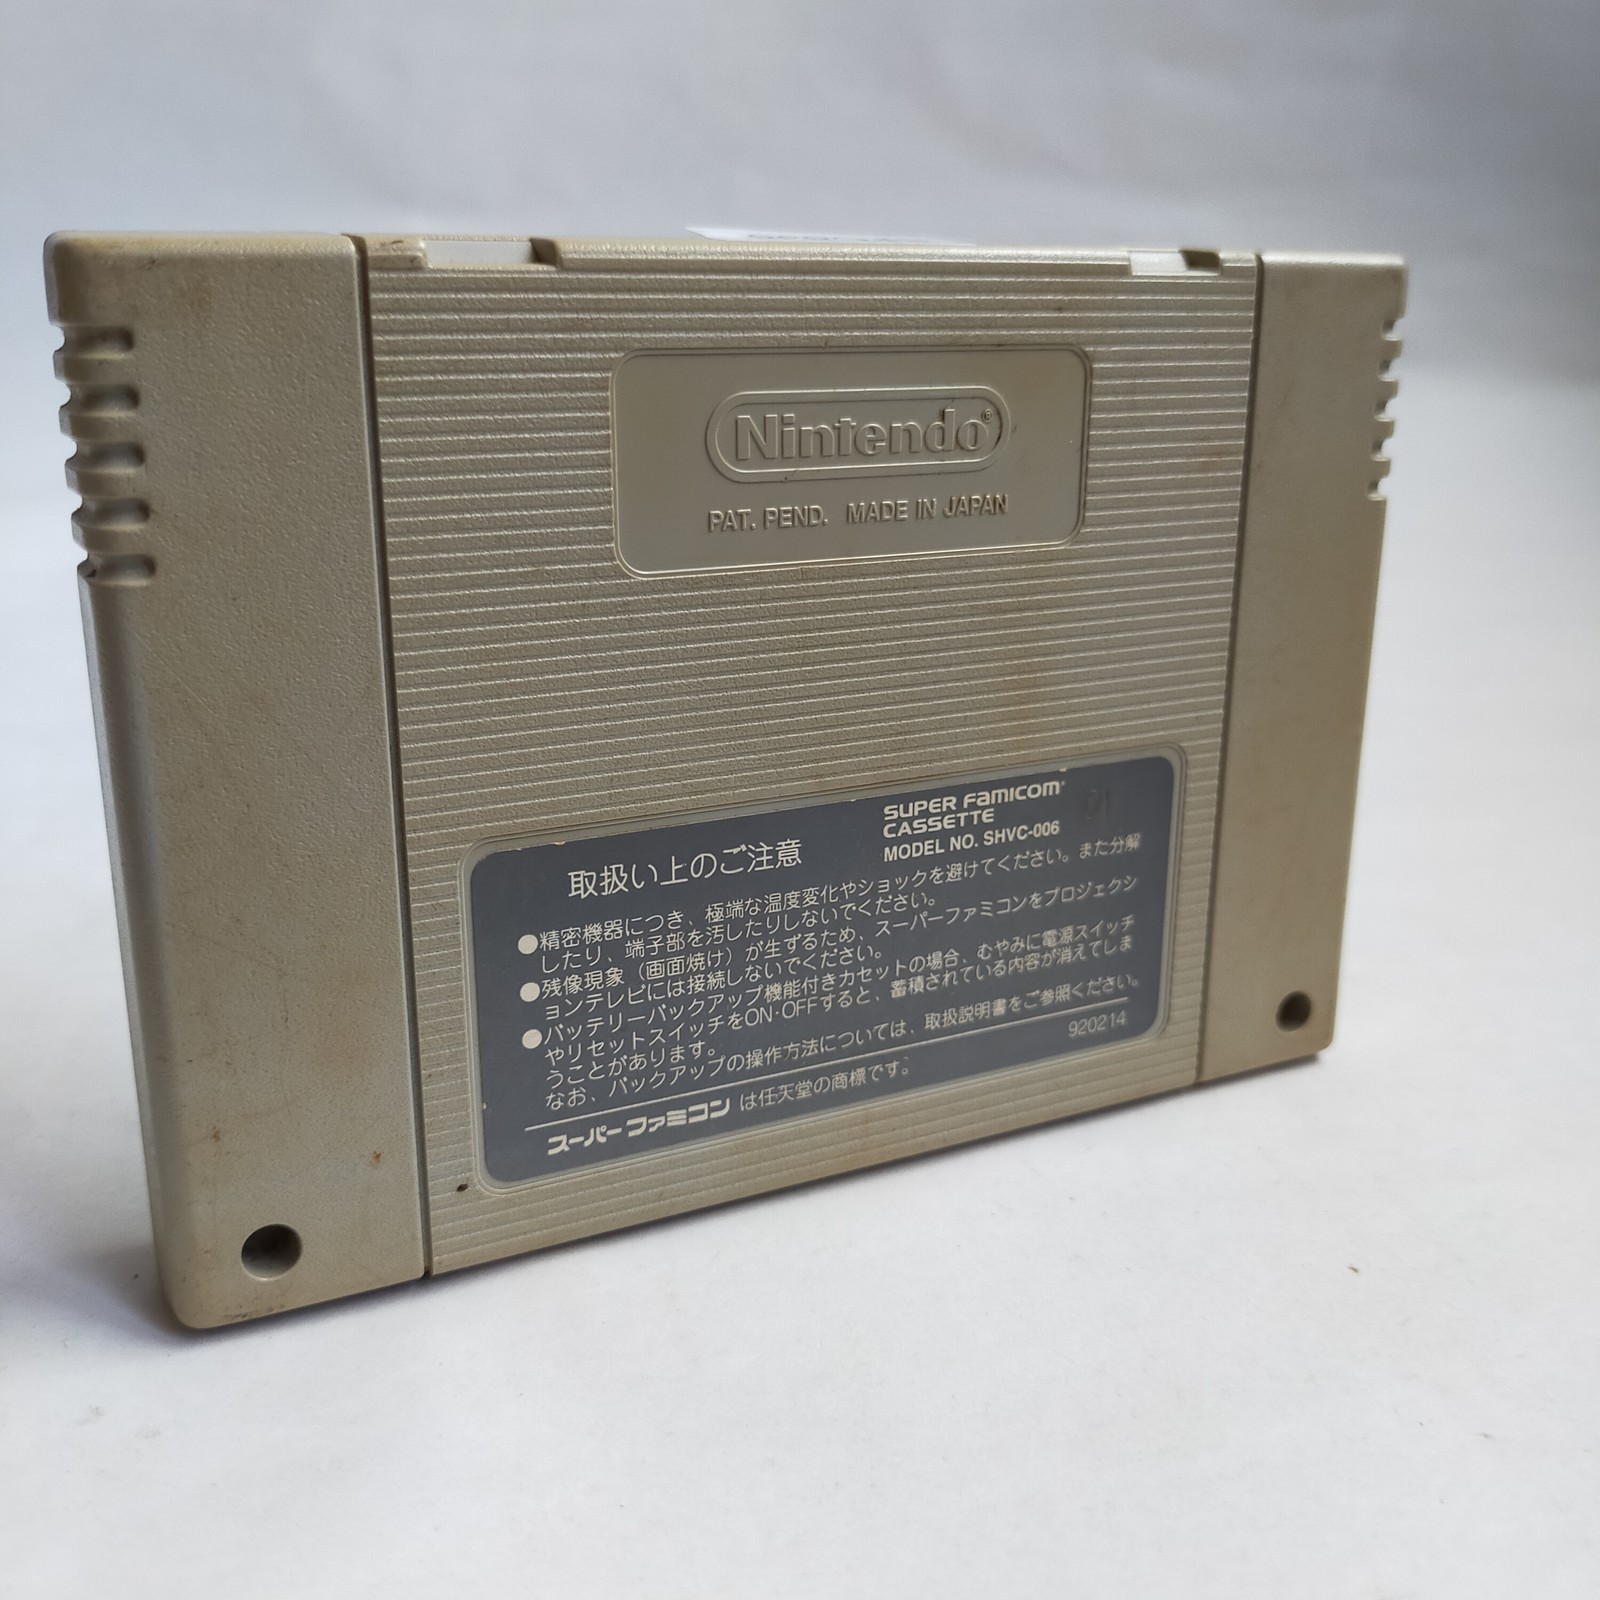 Nintendo®
PAT. PEND. MADE IN JAPAN
SUPER FAMICOM
CASSETTE
MODEL NO. SHVC-006
取扱い上のご注意
●精密機器につき、極端な温度変化やショックを避けてください。また分解
したり、端子部を汚したりしないでください。
●残像現象（画面焼け）が生ずるため、スーパーファミコンをプロジェクシ
ョンテレビには接続しないでください。
●バッテリーバックアップ機能付きカセットの場合、むやみに電源スイッチ
やリセットスイッチをON・OFFすると、蓄積されている内容が消えてしま
うことがあります。
なお、バックアップの操作方法については、取扱説明書をご参照ください。
920214
スーパーファミコン は任天堂の商標です。